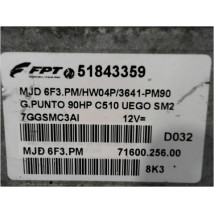 FPT 51843359
MJD 6F3.PM/HW04P/3641-PM90
G.PUNTO 90HP C510 UEGO SM2
7GGSMC3AI 12V=
D032
MJD 6F3.PM 71600.256.00
8K3